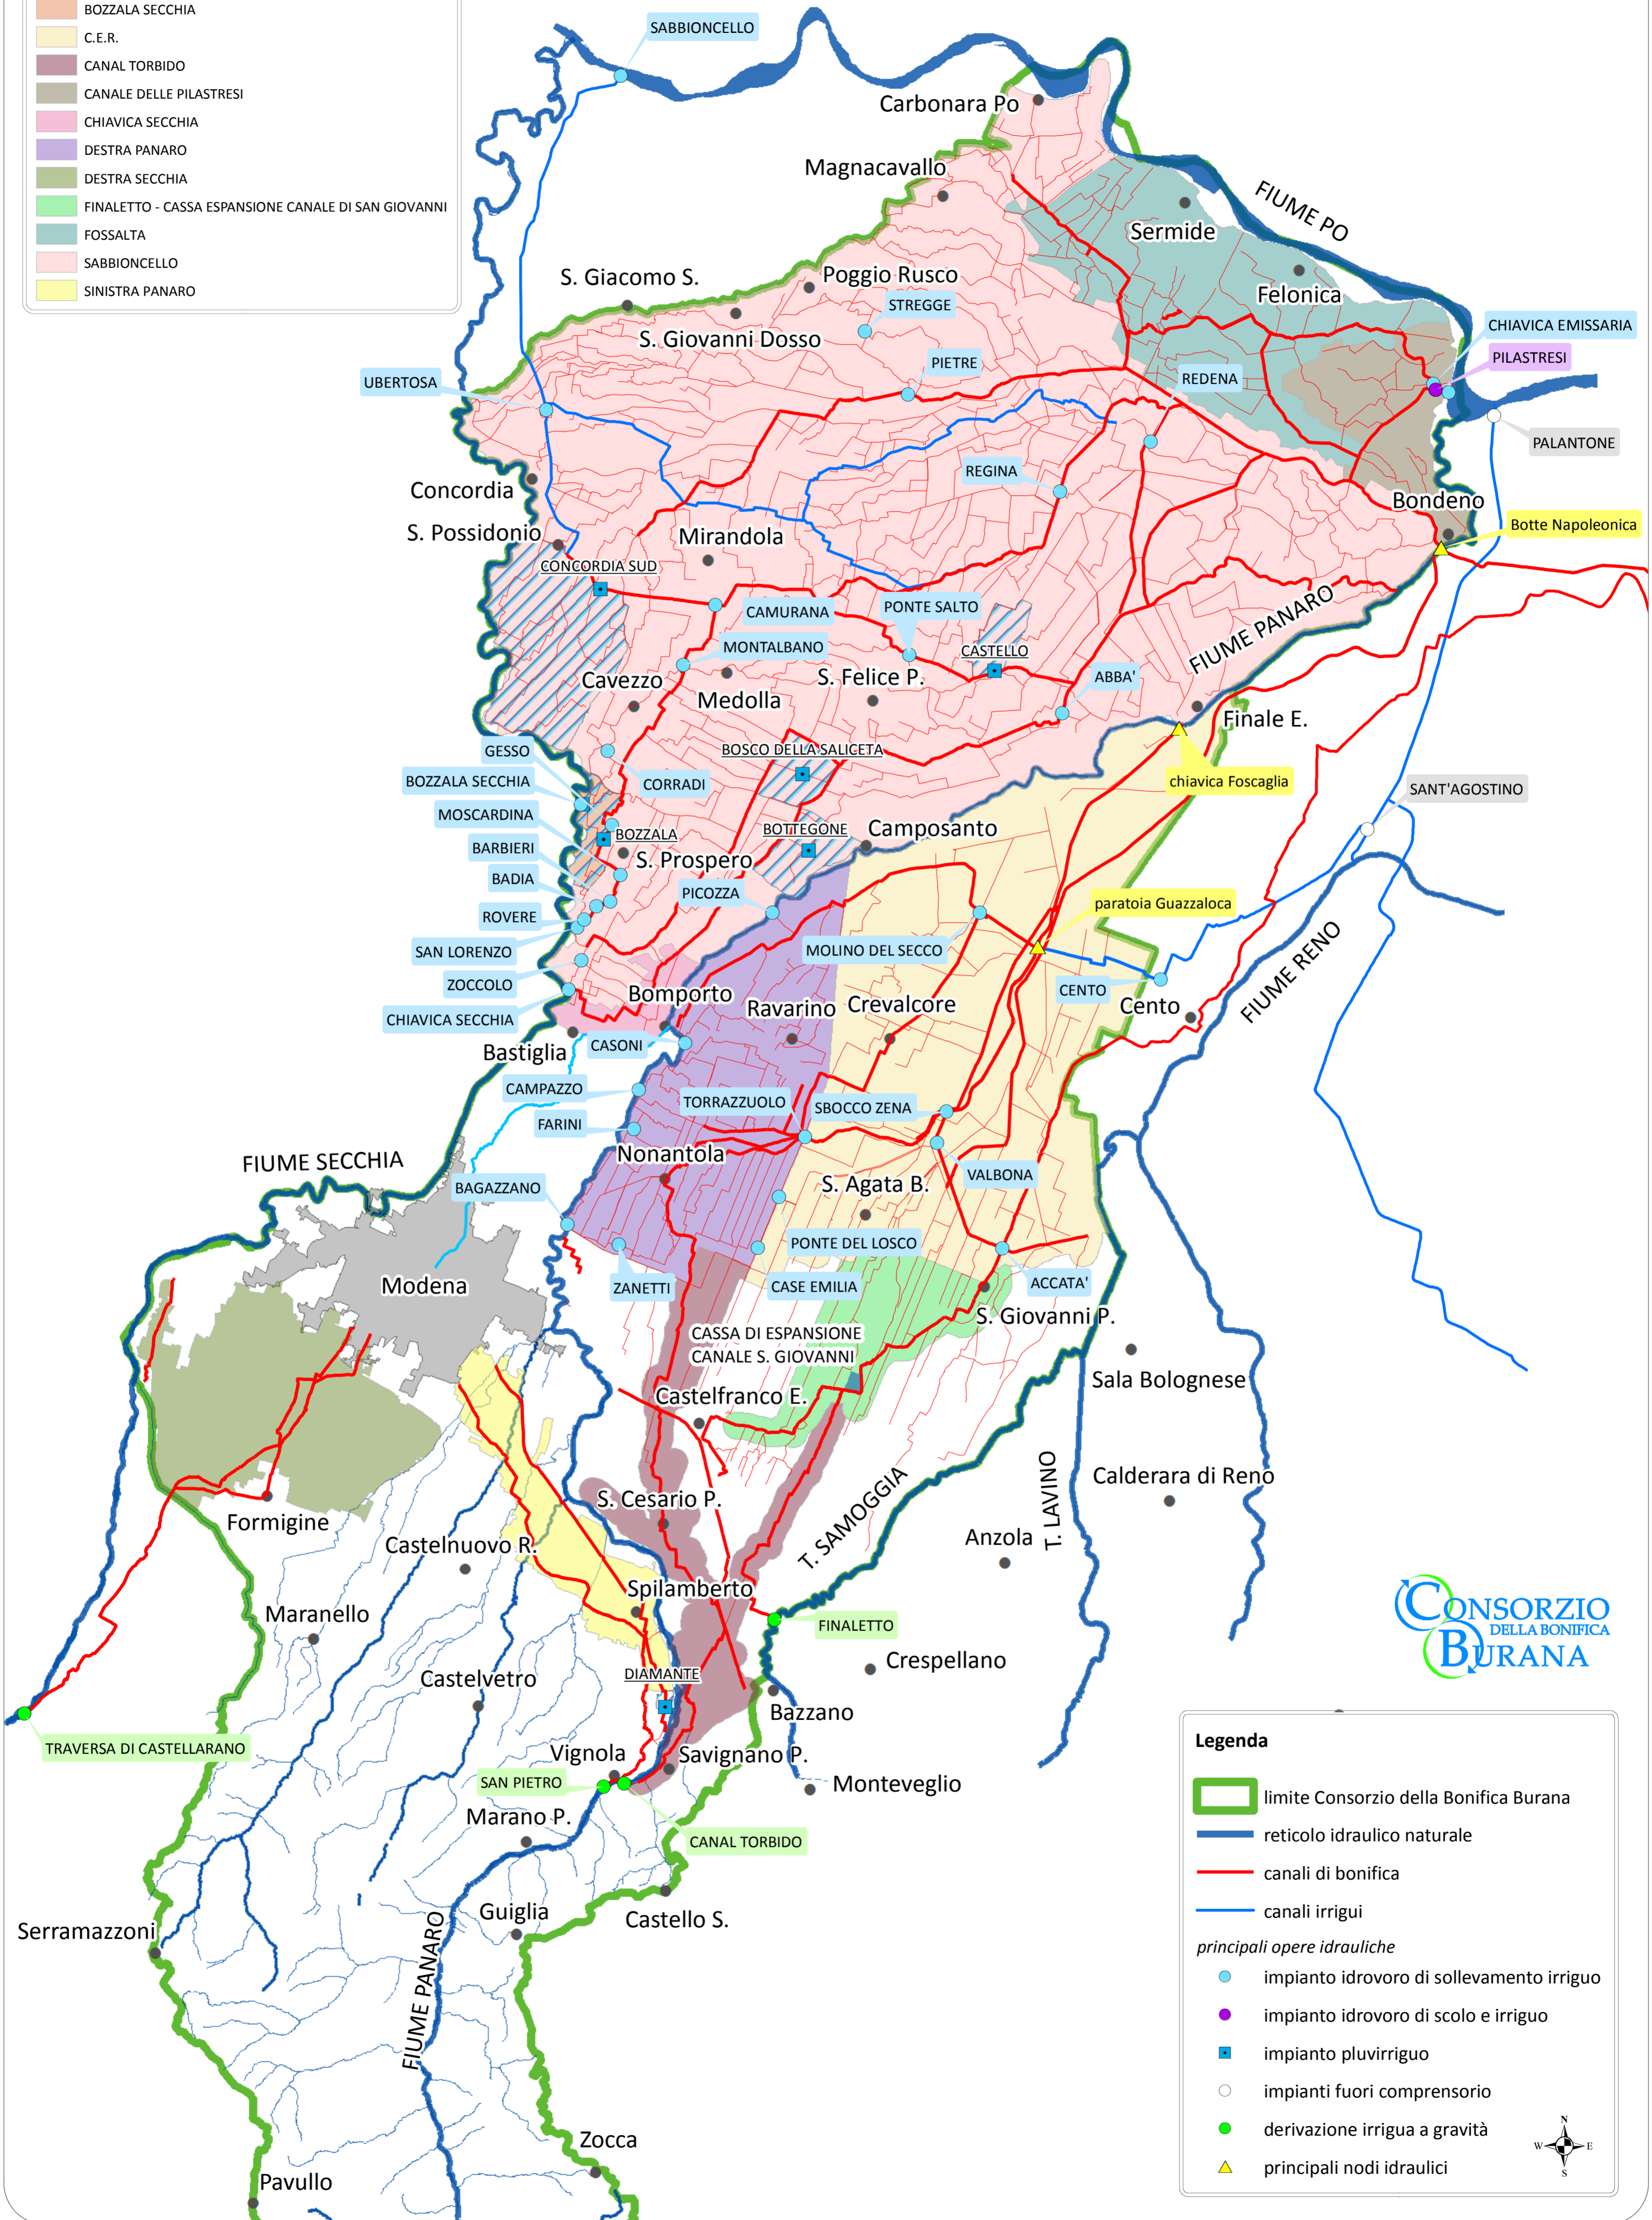 BOZZALA SECCHIA
C.E.R.
CANAL TORBIDO
CANALE DELLE PILASTRESI
CHIAVICA SECCHIA
DESTRA PANARO
DESTRA SECCHIA
FINALETTO - CASSA ESPANSIONE CANALE DI SAN GIOVANNI
FOSSALTA
SABBIONCELLO
SINISTRA PANARO
SABBIONCELLO
Carbonara Po
Magnacavallo
FIUME PO
Sermide
S. Giacomo S.
Poggio Rusco
Felonica
STREGGE
S. Giovanni Dosso
CHIAVICA EMISSARIA
PILASTRESI
PIETRE
REDENA
UBERTOSA
PALANTONE
REGINA
Concordia
Bondeno
Botte Napoleonica
S. Possidonio
Mirandola
CONCORDIA SUD
CAMURANA
PONTE SALTO
FIUME PANARO
MONTALBANO
CASTELLO
S. Felice P.
ABBA'
Cavezzo
Medolla
Finale E.
GESSO
BOSCO DELLA SALICETA
BOZZALA SECCHIA
CORRADI
chiavica Foscaglia
SANT'AGOSTINO
MOSCARDINA
BOZZALA
BOTTEGONE
Camposanto
BARBIERI
S. Prospero
BADIA
PICOZZA
paratoia Guazzaloca
ROVERE
SAN LORENZO
MOLINO DEL SECCO
FIUME RENO
ZOCCOLO
CENTO
Bomporto
Ravarino
Crevalcore
Cento
CHIAVICA SECCHIA
Bastiglia
CASONI
CAMPAZZO
TORRAZZUOLO
SBOCCO ZENA
FARINI
Nonantola
FIUME SECCHIA
VALBONA
BAGAZZANO
S. Agata B.
PONTE DEL LOSCO
Modena
ZANETTI
CASE EMILIA
ACCATA'
S. Giovanni P.
CASSA DI ESPANSIONE
CANALE S. GIOVANNI
Sala Bolognese
Castelfranco E.
T. LAVINO
Calderara di Reno
S. Cesario P.
T. SAMOGGIA
Formigine
Anzola
Castelnuovo R.
Spilamberto
Maranello
FINALETTO
CONSORZIO
DELLA BONIFICA
BURANA
Crespellano
DIAMANTE
Castelvetro
Bazzano
TRAVERSA DI CASTELLARANO
Vignola
Savignano P.
SAN PIETRO
Monteveglio
Marano P.
CANAL TORBIDO
Guiglia
Castello S.
Serramazzoni
FIUME PANARO
Zocca
Pavullo
Legenda
limite Consorzio della Bonifica Burana
reticolo idraulico naturale
canali di bonifica
canali irrigui
principali opere idrauliche
impianto idrovoro di sollevamento irriguo
impianto idrovoro di scolo e irriguo
impianto pluvirriguo
impianti fuori comprensorio
derivazione irrigua a gravità
principali nodi idraulici
N
W E
S